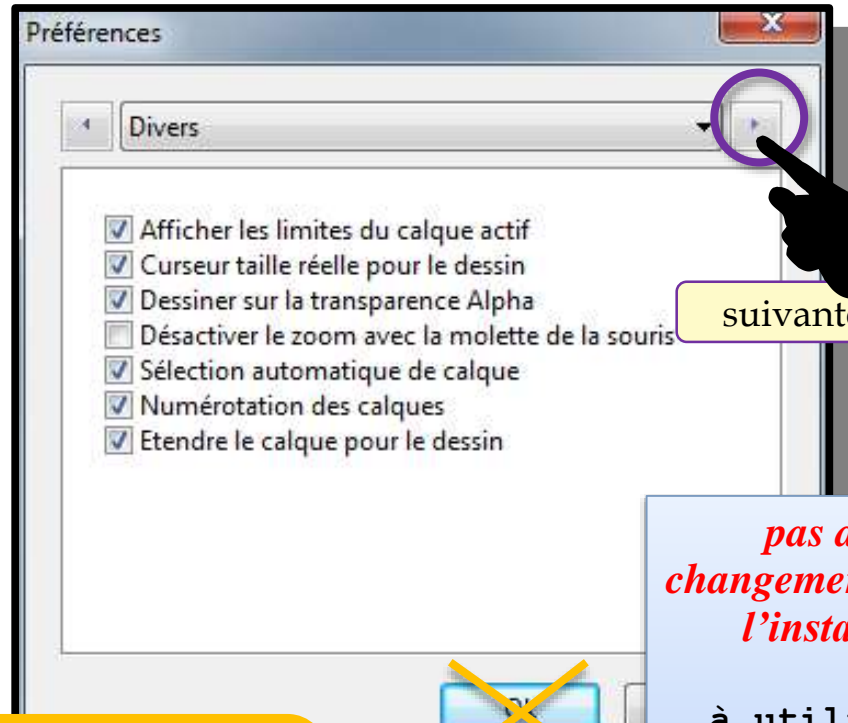 Préférences
Divers
Afficher les limites du calque actif
Curseur taille réelle pour le dessin
Dessiner sur la transparence Alpha
Désactiver le zoom avec la molette de la souris
Sélection automatique de calque
Numérotation des calques
Etendre le calque pour le dessin
suivant
pas
l'insta
à util